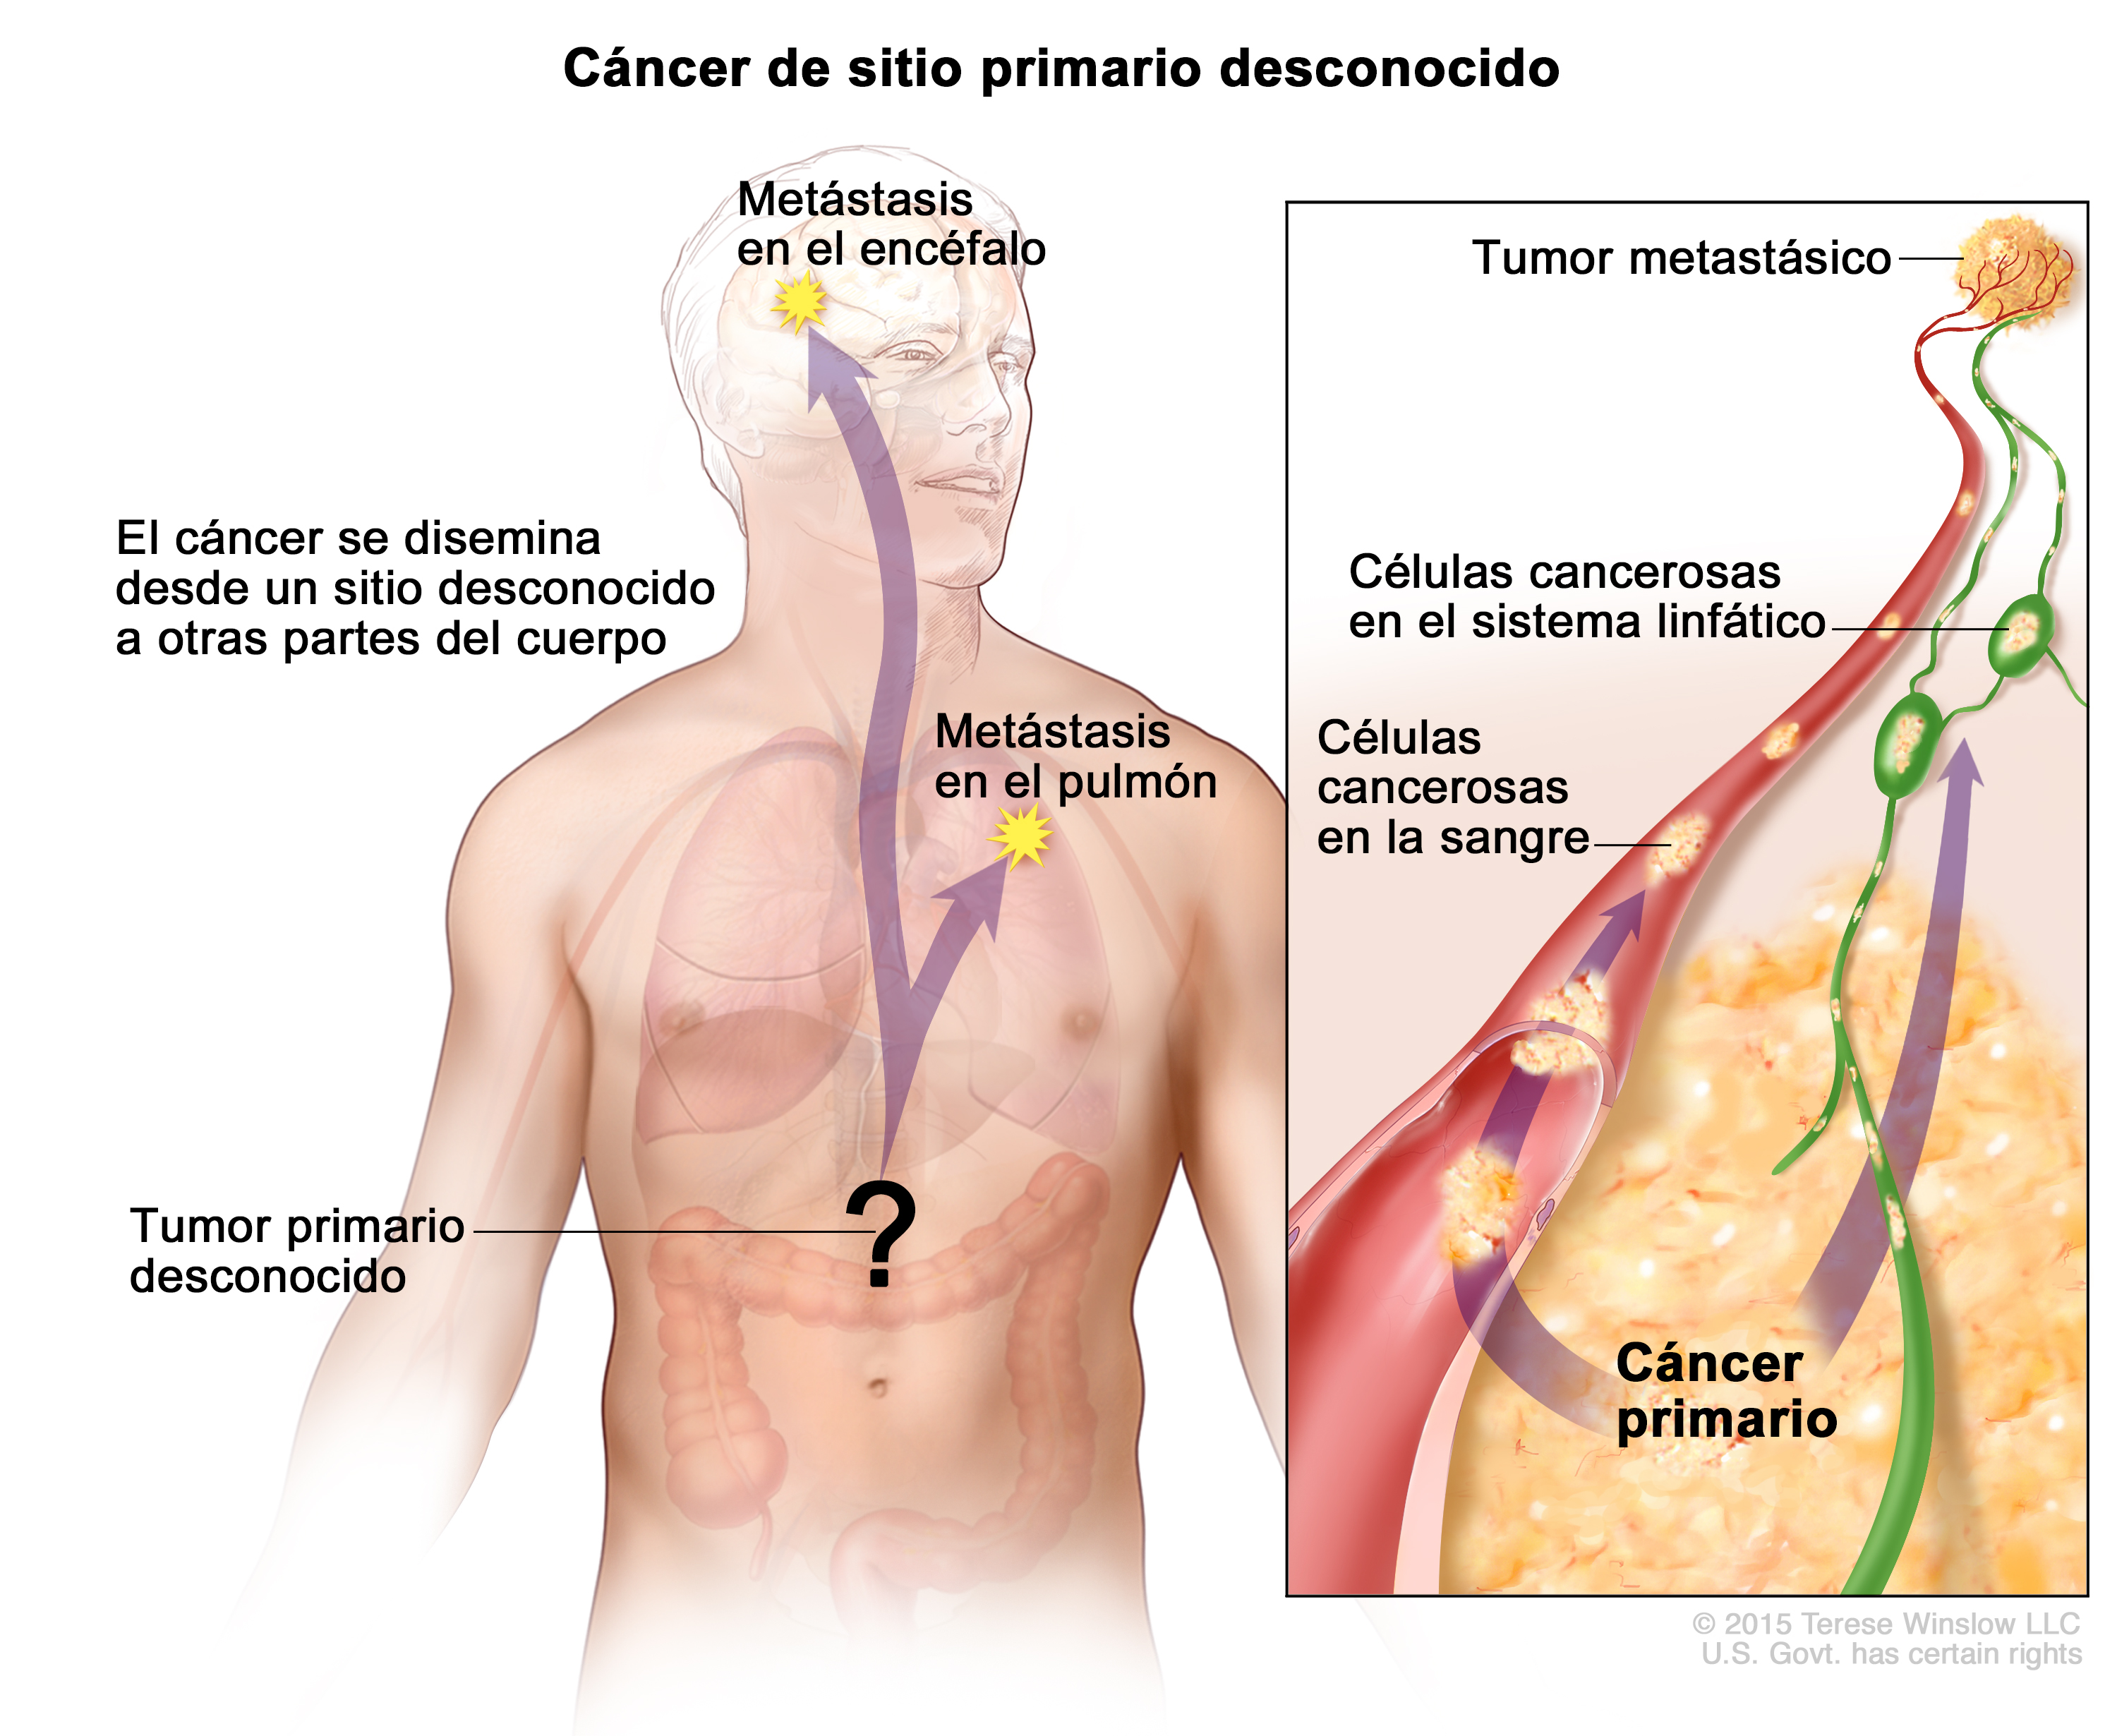 Cáncer de sitio primario desconocido
Metástasis
en el encéfalo
El cáncer se disemina
desde un sitio desconocido
a otras partes del cuerpo
Metástasis
en el pulmón
?
Tumor primario
desconocido
Tumor metastásico
Células cancerosas
en el sistema linfático
Células
cancerosas
en la sangre
Cáncer
primario
© 2015 Terese Winslow LLC
U.S. Govt. has certain rights